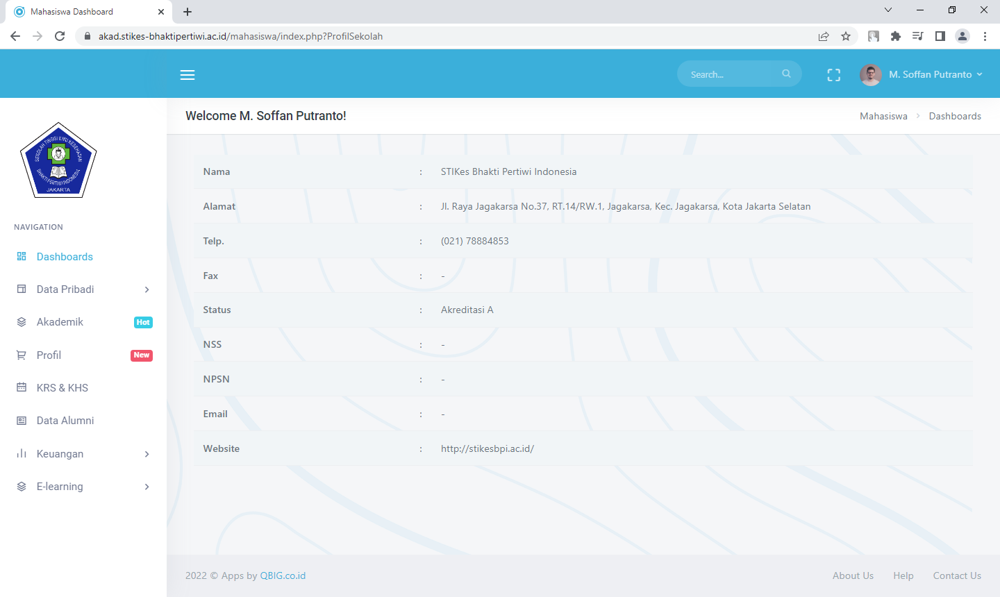 Mahasiswa Dashboard
akad.stikes-bhaktipertiwi.ac.id/mahasiswa/index.php?ProfilSekolah
Search...
M. Soffan Putranto
SEKOLAH TINGGI ILMU KESEHATAN
BHAKTI PERTIWI INDONESIA
JAKARTA
Welcome M. Soffan Putranto!
Mahasiswa > Dashboards
NAVIGATION
Dashboards
Data Pribadi
Akademik Hot
Profil New
KRS & KHS
Data Alumni
Keuangan
E-learning
Nama : STIKes Bhakti Pertiwi Indonesia
Alamat : Jl. Raya Jagakarsa No.37, RT.14/RW.1, Jagakarsa, Kec. Jagakarsa, Kota Jakarta Selatan
Telp. : (021) 78884853
Fax : -
Status : Akreditasi A
NSS : -
NPSN : -
Email : -
Website : http://stikesbpi.ac.id/
2022 © Apps by QBIG.co.id
About Us Help Contact Us